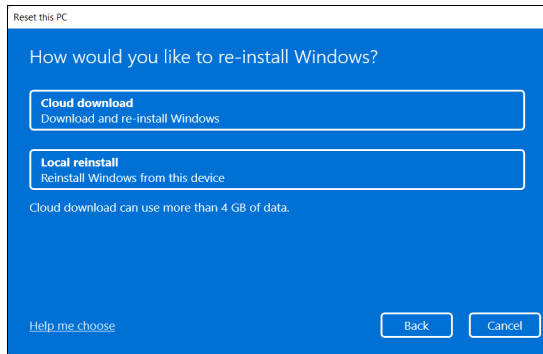 Reset this PC
How would you like to re-install Windows?
Cloud download
Download and re-install Windows
Local reinstall
Reinstall Windows from this device
Cloud download can use more than 4 GB of data.
Help me choose
Back
Cancel